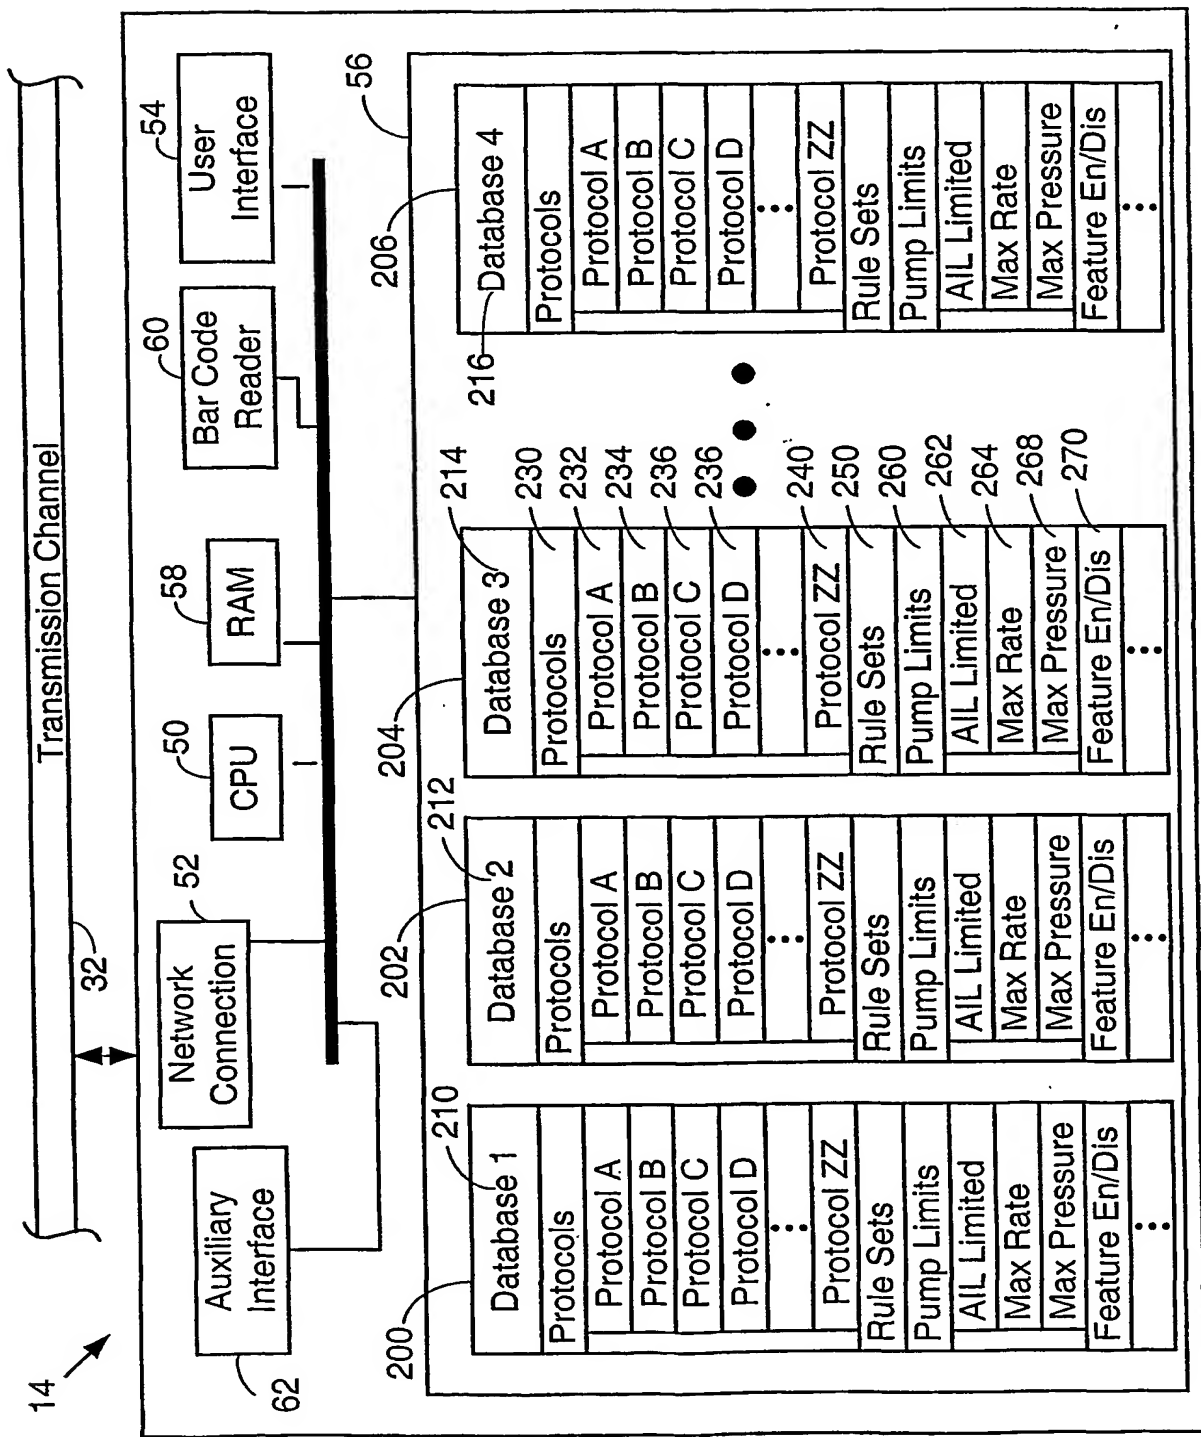 14
Transmission Channel
32
62
Auxiliary
Interface
52
Network
Connection
50
CPU
58
RAM
60
Bar Code
Reader
54
User
Interface
56
200
210
Database 1
Protocols
Protocol A
Protocol B
Protocol C
Protocol D
⋮
Protocol ZZ
Rule Sets
Pump Limits
AIL Limited
Max Rate
Max Pressure
Feature En/Dis
⋮
202
212
Database 2
Protocols
Protocol A
Protocol B
Protocol C
Protocol D
⋮
Protocol ZZ
Rule Sets
Pump Limits
AIL Limited
Max Rate
Max Pressure
Feature En/Dis
⋮
204
214
Database 3
Protocols
230
Protocol A
232
Protocol B
234
Protocol C
236
Protocol D
236
⋮
Protocol ZZ
240
Rule Sets
250
Pump Limits
260
AIL Limited
262
Max Rate
264
Max Pressure
268
Feature En/Dis
270
⋮
● ● ●
206
216
Database 4
Protocols
Protocol A
Protocol B
Protocol C
Protocol D
⋮
Protocol ZZ
Rule Sets
Pump Limits
AIL Limited
Max Rate
Max Pressure
Feature En/Dis
⋮